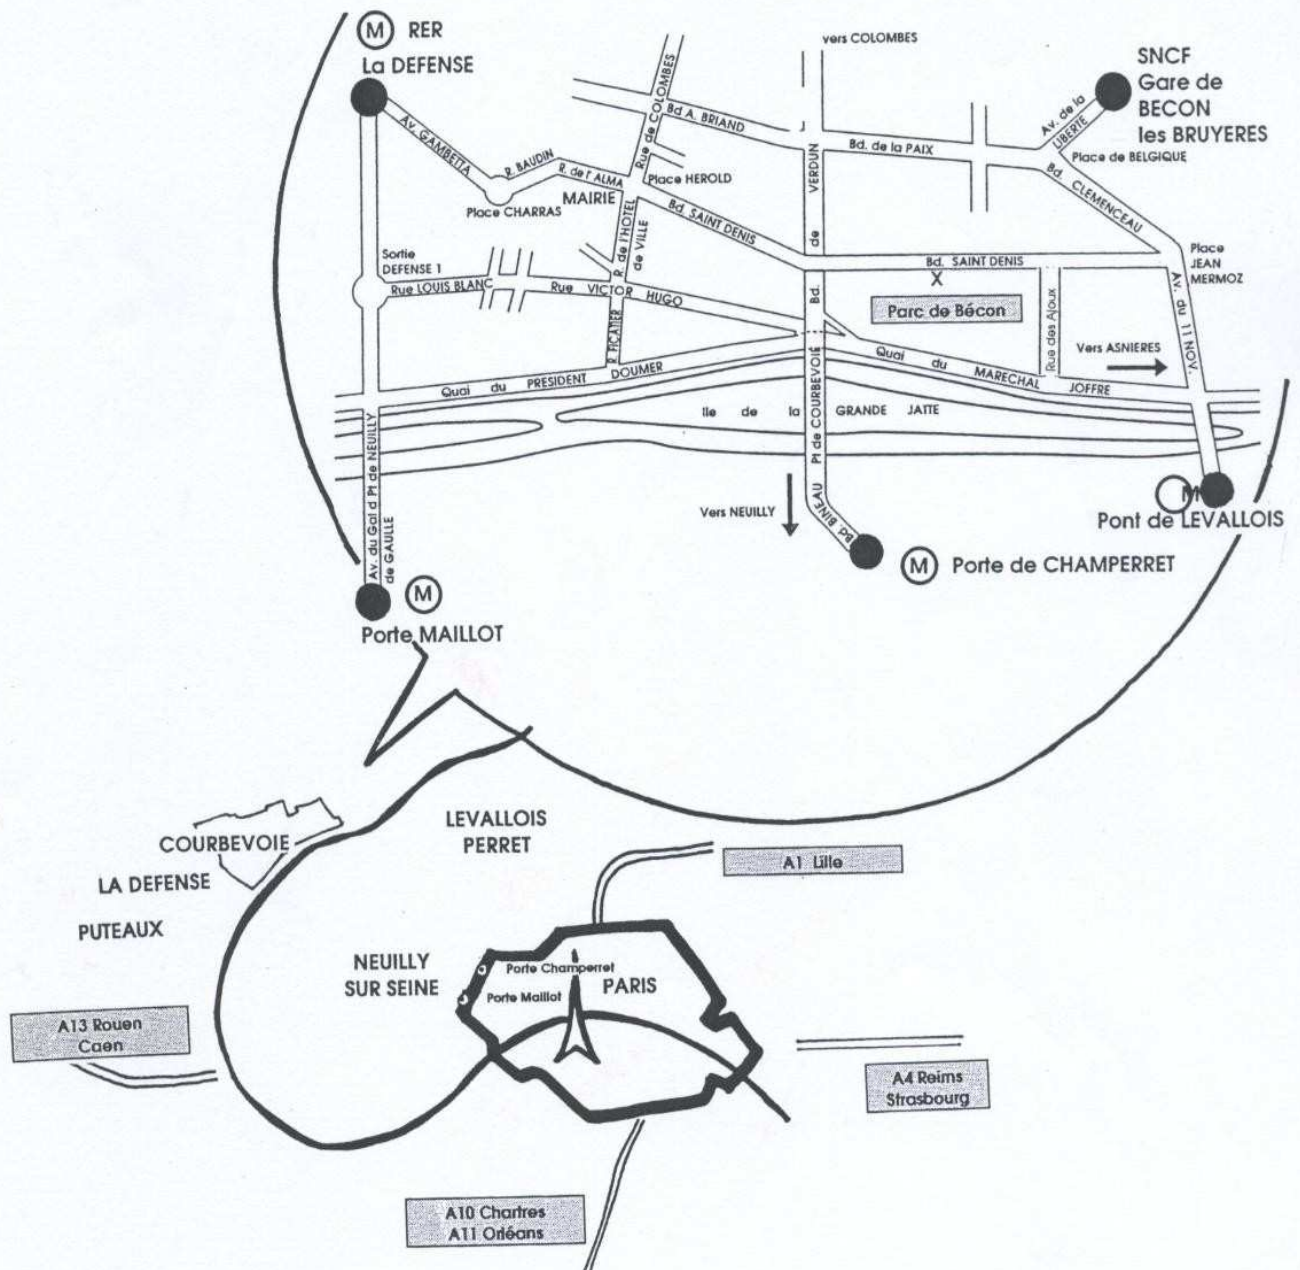 M RER
La DEFENSE
vers COLOMBES
SNCF
Gare de
BECON
les BRUYERES
Av. de la
LIBERTE
Place de BELGIQUE
Rue de COLOMBES
Bd A. BRIAND
Bd. de la PAIX
Bd. CLEMENCEAU
Av. GAMBETTA
R. BAUDIN
R. de l'ALMA
Place HEROLD
MAIRIE
Place CHARRAS
R. de l'HOTEL
de VILLE
Bd. SAINT DENIS
Bd. de VERDUN
Bd. SAINT DENIS
X
Parc de Bécon
Place
JEAN
MERMOZ
Av. du 11 NOV.
Sortie
DEFENSE 1
Rue LOUIS BLANC
Rue VICTOR HUGO
R. FICATIER
Rue des Ajoux
Vers ASNIERES
Quai du PRESIDENT DOUMER
Quai du MARECHAL JOFFRE
Ile de la GRANDE JATTE
Pt de COURBEVOIE
Av. du Gal d Pt de NEUILLY
de GAULLE
Vers NEUILLY
Bd. BINEAU
Bd. BINEAU
M
Pont de LEVALLOIS
M Porte de CHAMPERRET
M
Porte MAILLOT
COURBEVOIE
LEVALLOIS
PERRET
LA DEFENSE
PUTEAUX
A1 Lille
NEUILLY
SUR SEINE
Porte Champerret
Porte Maillot
PARIS
A13 Rouen
Caen
A4 Reims
Strasbourg
A10 Chartres
A11 Orléans